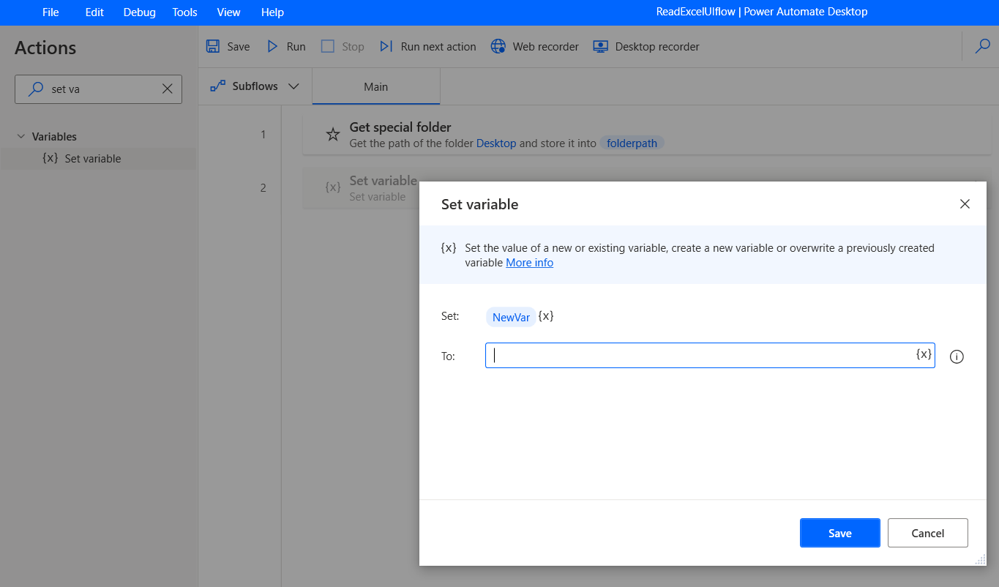 File Edit Debug Tools View Help ReadExcelUIflow | Power Automate Desktop
Actions
Save Run Stop Run next action Web recorder Desktop recorder
set va
Subflows Main
Variables
{x} Set variable
1 Get special folder
Get the path of the folder Desktop and store it into folderpath
2 {x} Set variable
Set variable
Set variable
{x} Set the value of a new or existing variable, create a new variable or overwrite a previously created
variable More info
Set: NewVar {x}
To: {x}
Save Cancel